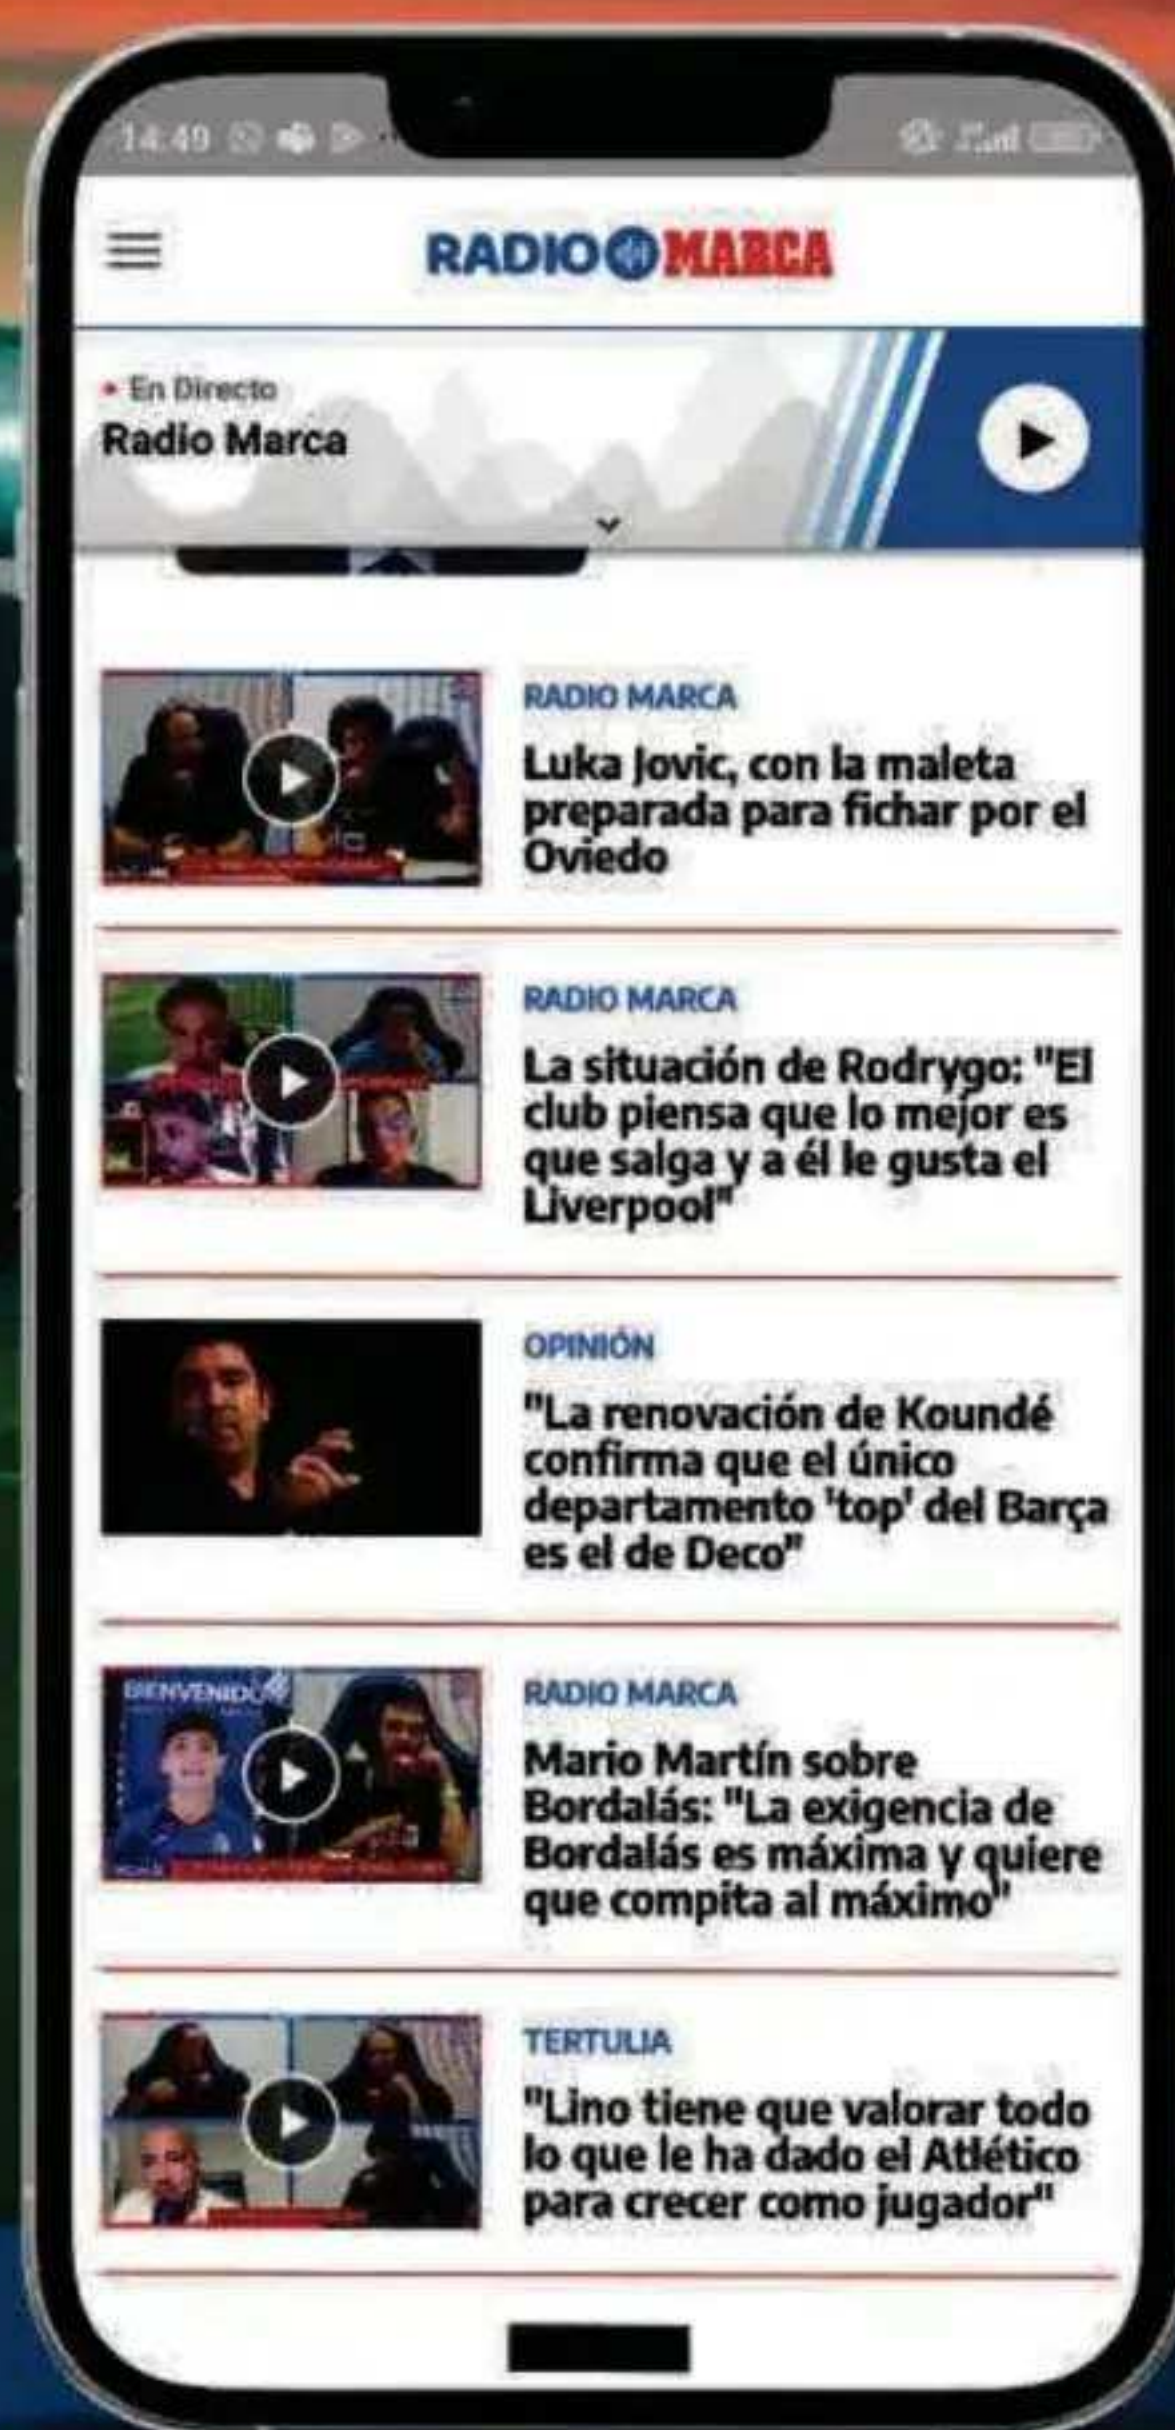 14:49
RADIO MARCA
En Directo
Radio Marca
RADIO MARCA
Luka Jovic, con la maleta
preparada para fichar por el
Oviedo
RADIO MARCA
La situación de Rodrygo: "El
club piensa que lo mejor es
que salga y a él le gusta el
Liverpool"
OPINIÓN
"La renovación de Koundé
confirma que el único
departamento 'top' del Barça
es el de Deco”
BIENVENIDO
RADIO MARCA
Mario Martín sobre
Bordalás: "La exigencia de
Bordalás es máxima y quiere
que compita al máximo"
TERTULIA
"Lino tiene que valorar todo
lo que le ha dado el Atlético
para crecer como jugador"